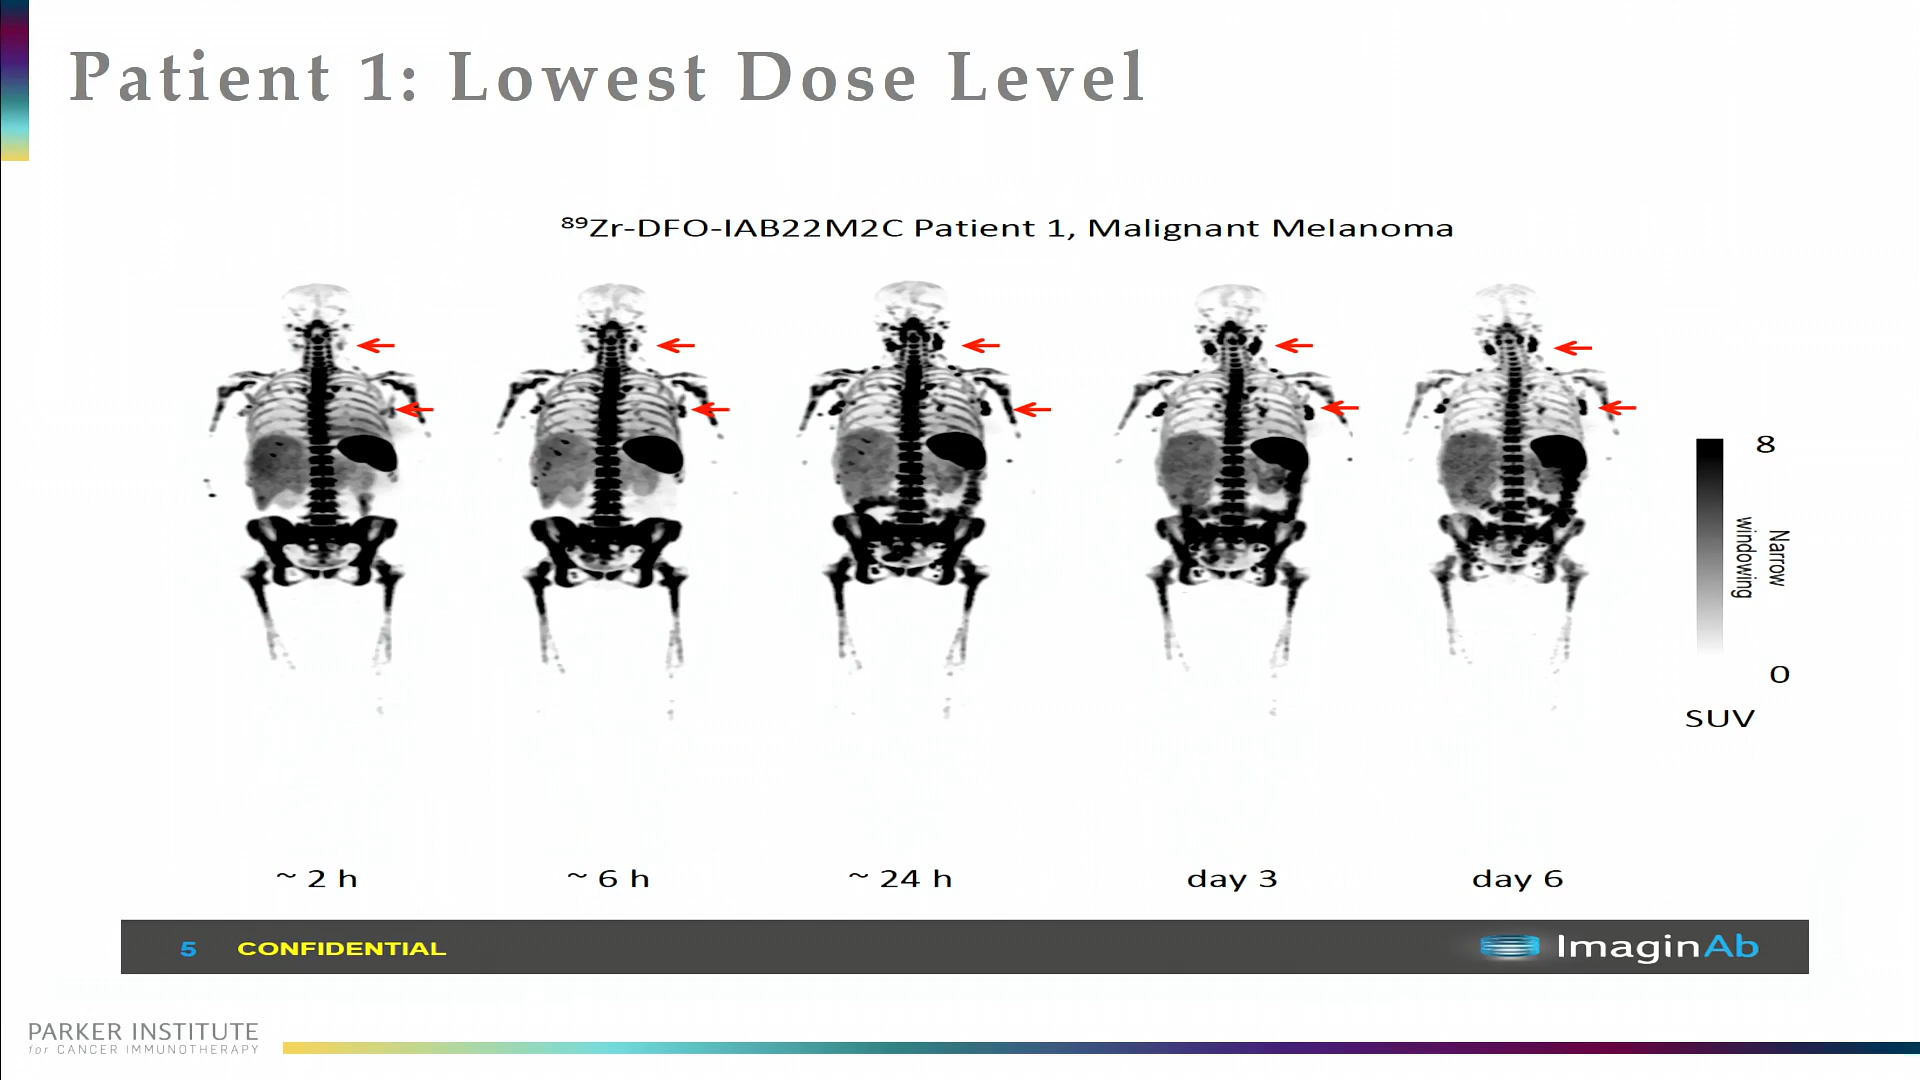 Patient 1: Lowest Dose Level
⁸⁹Zr-DFO-IAB22M2C Patient 1, Malignant Melanoma
8
Narrow
windowing
0
SUV
~ 2 h
~ 6 h
~ 24 h
day 3
day 6
5 CONFIDENTIAL
ImaginAb
PARKER INSTITUTE
for CANCER IMMUNOTHERAPY